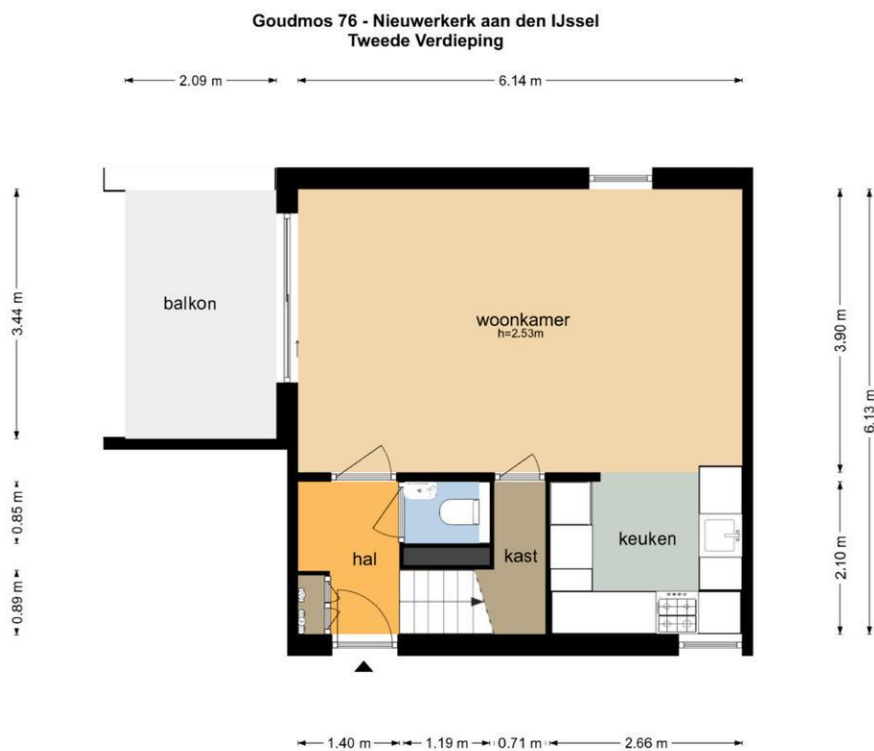 Goudmos 76 - Nieuwerkerk aan den IJssel
Tweede Verdieping
2.09 m
6.14 m
3.44 m
balkon
woonkamer
h=2.53m
3.90 m
6.13 m
0.85 m
hal
kast
keuken
2.10 m
0.89 m
1.40 m
1.19 m
0.71 m
2.66 m